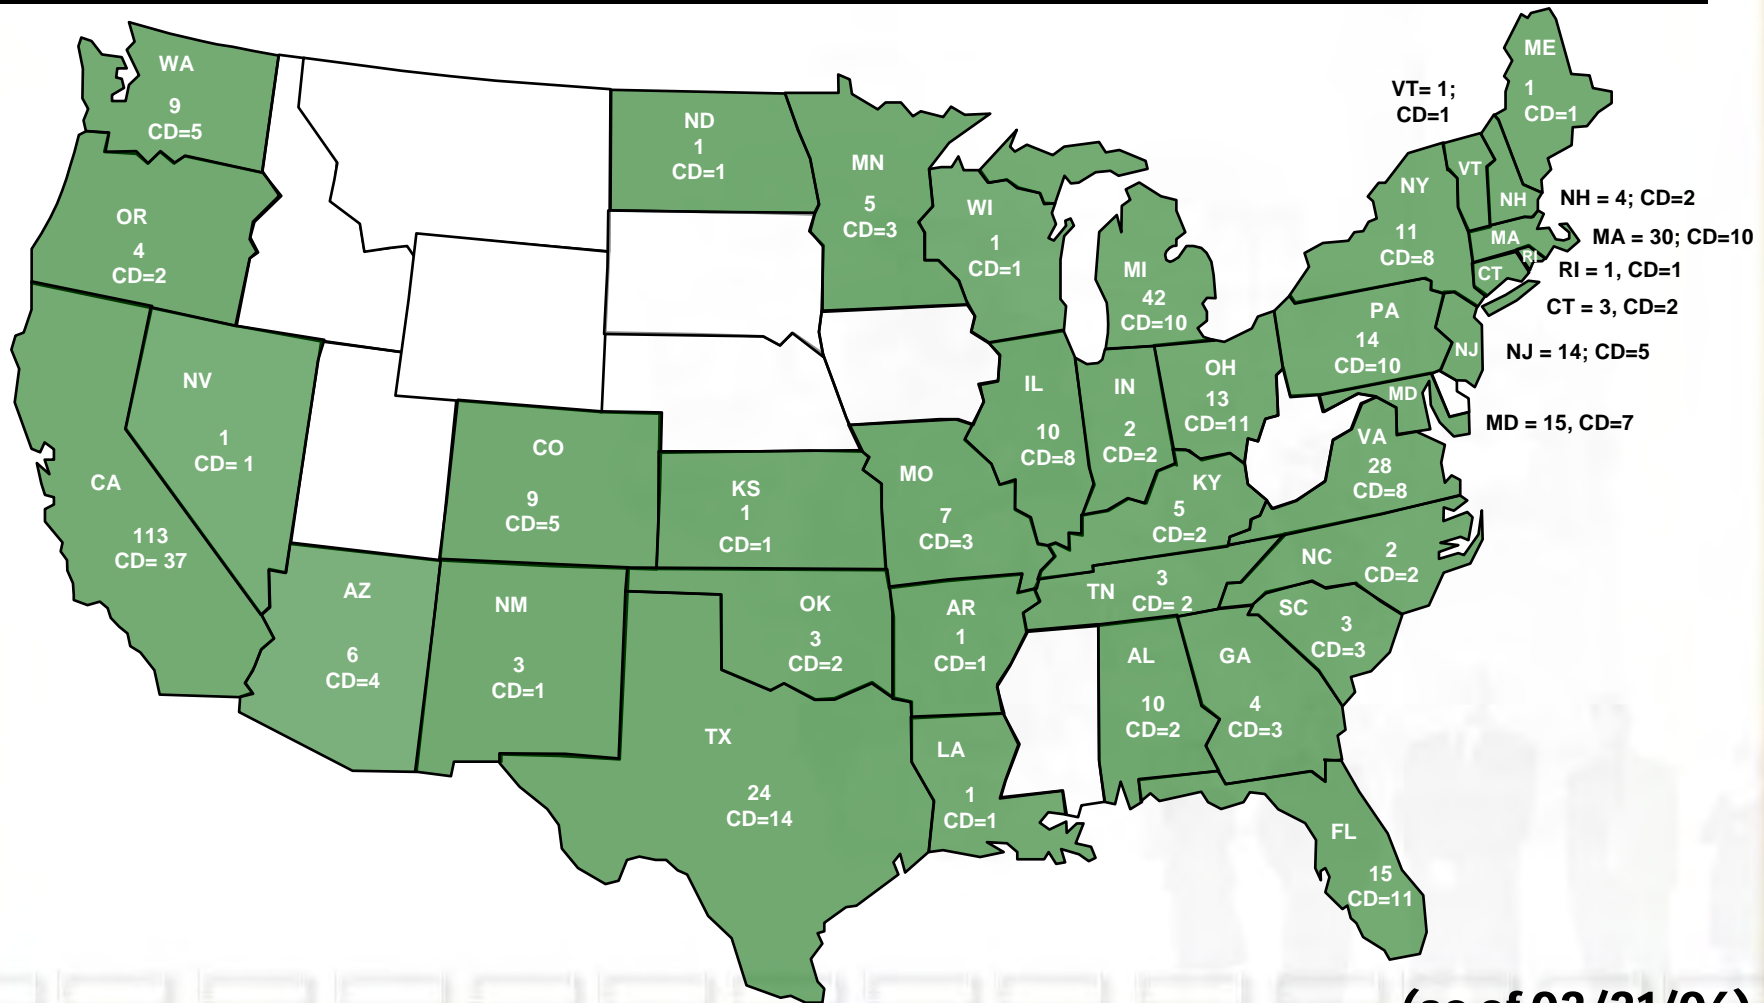 WA
9
CD=5
OR
4
CD=2
CA
113
CD= 37
NV
1
CD= 1
AZ
6
CD=4
NM
3
CD=1
CO
9
CD=5
ND
1
CD=1
KS
1
CD=1
OK
3
CD=2
TX
24
CD=14
MN
5
CD=3
WI
1
CD=1
MI
42
CD=10
IL
10
CD=8
IN
2
CD=2
OH
13
CD=11
MO
7
CD=3
KY
5
CD=2
AR
1
CD=1
LA
1
CD=1
TN
3
CD= 2
AL
10
CD=2
GA
4
CD=3
FL
15
CD=11
SC
3
CD=3
NC
2
CD=2
VA
28
CD=8
MD
PA
14
CD=10
NJ
NY
11
CD=8
VT
NH
MA
CT
RI
ME
1
CD=1
VT= 1;
CD=1
NH = 4; CD=2
MA = 30; CD=10
RI = 1, CD=1
CT = 3, CD=2
NJ = 14; CD=5
MD = 15, CD=7
(as of